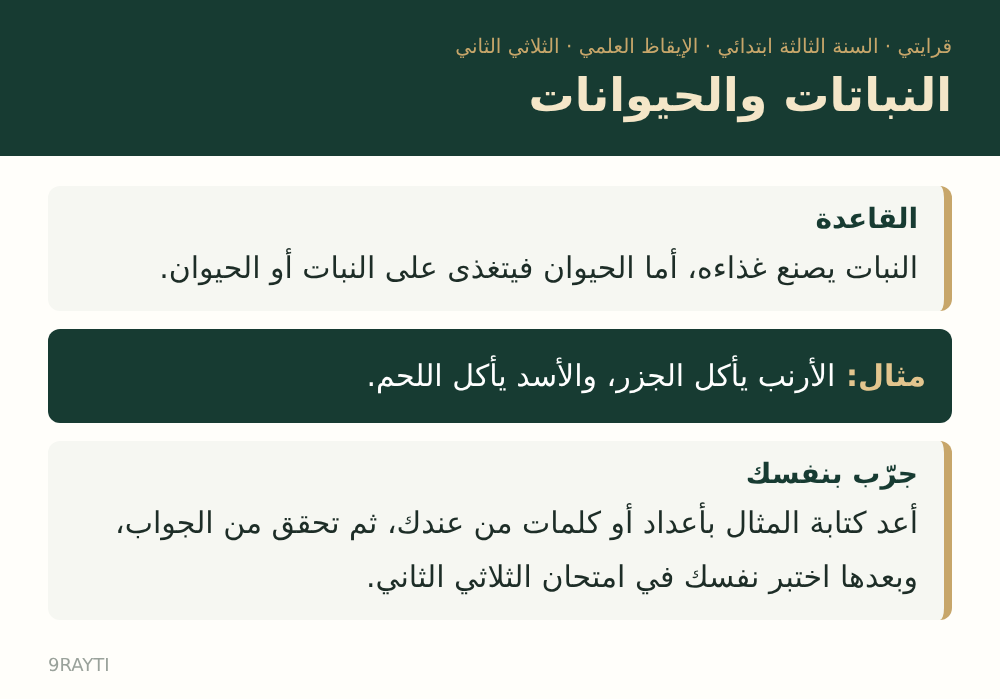 قرايتي · السنة الثالثة ابتدائي · الإيقاظ العلمي · الثلاثي الثاني
النباتات والحيوانات
القاعدة
النبات يصنع غذاءه، أما الحيوان فيتغذى على النبات أو الحيوان.
مثال: الأرنب يأكل الجزر، والأسد يأكل اللحم.
جرّب بنفسك
أعد كتابة المثال بأعداد أو كلمات من عندك، ثم تحقق من الجواب،
وبعدها اختبر نفسك في امتحان الثلاثي الثاني.
9RAYTI